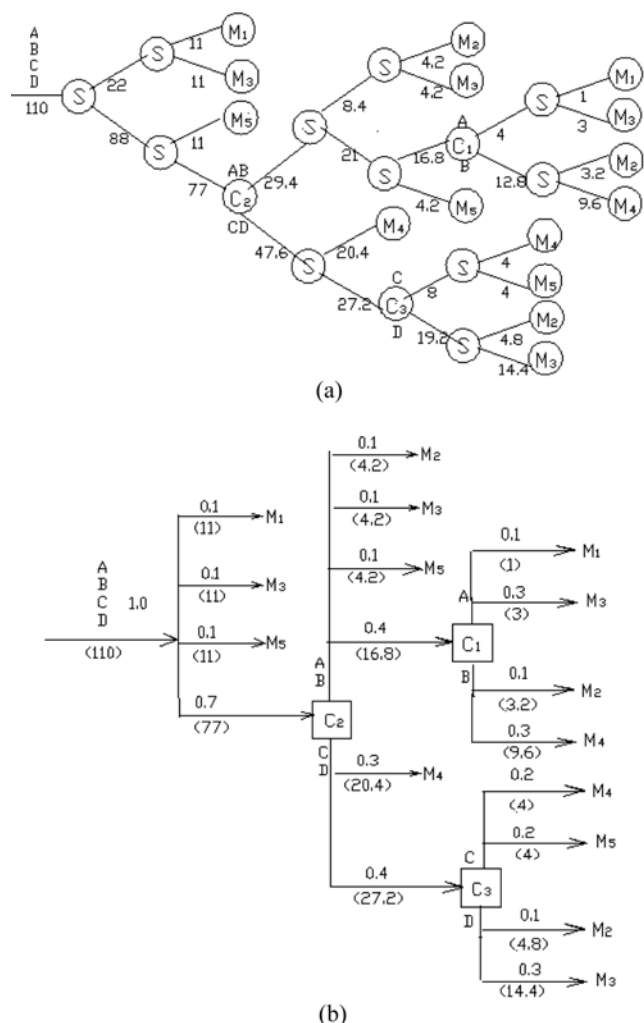 A
B
C
D
110
S
22
S
11
M1
11
M3
88
S
11
M5
77
AB
C2
CD
29.4
S
8.4
S
4.2
M2
4.2
M3
21
S
16.8
A
C1
B
4
S
1
M1
3
M3
12.8
S
3.2
M2
9.6
M4
4.2
M5
47.6
S
20.4
M4
27.2
C
C3
D
8
S
4
M4
4
M5
19.2
S
4.8
M2
14.4
M3
(a)
A
B
C
D 1.0
(110)
0.1
(11)
M1
0.1
(11)
M3
0.1
(11)
M5
0.7
(77)
A
B
C2
C
D
0.1
(4.2)
M2
0.1
(4.2)
M3
0.1
(4.2)
M5
0.4
(16.8)
A
C1
B
0.1
(1)
M1
0.3
(3)
M3
0.1
(3.2)
M2
0.3
(9.6)
M4
0.3
(20.4)
M4
0.4
(27.2)
C
C3
D
0.2
(4)
M4
0.2
(4)
M5
0.1
(4.8)
M2
0.3
(14.4)
M3
(b)